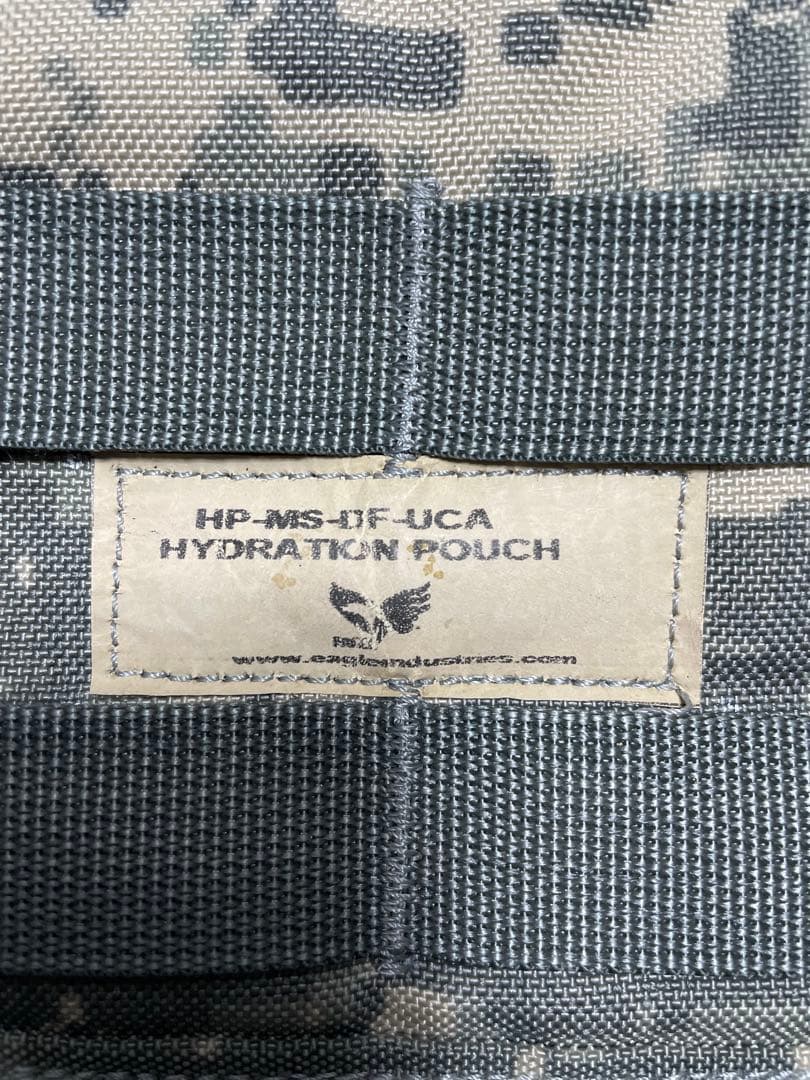 HP-MS-DF-UCA
HYDRATION POUCH
www.eagleindustries.com